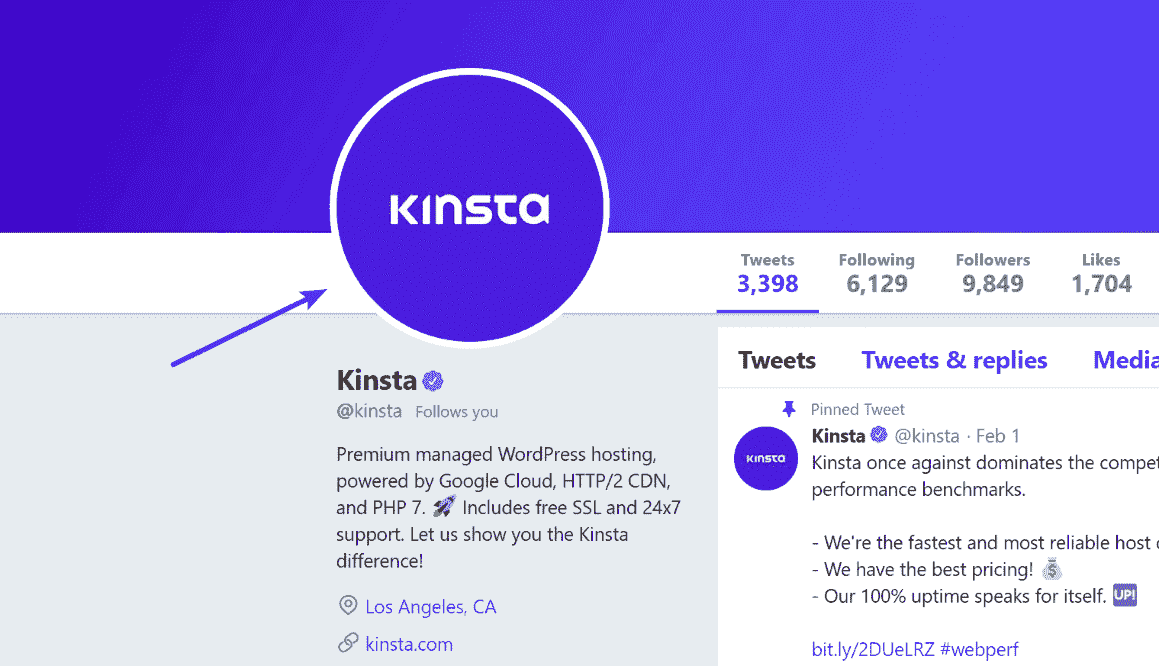 Kinsta
Tweets Following Followers Likes
3,398 6,129 9,849 1,704
Kinsta
@kinsta Follows you
Premium managed WordPress hosting,
powered by Google Cloud, HTTP/2 CDN,
and PHP 7. 🚀 Includes free SSL and 24x7
support. Let us show you the Kinsta
difference!
Los Angeles, CA
kinsta.com
Tweets Tweets & replies Media
Pinned Tweet
Kinsta
Kinsta @kinsta · Feb 1
Kinsta once against dominates the
performance benchmarks.
- We're the fastest and most reliable host
- We have the best pricing! 💰
- Our 100% uptime speaks for itself. 🆙
bit.ly/2DUeLRZ #webperf